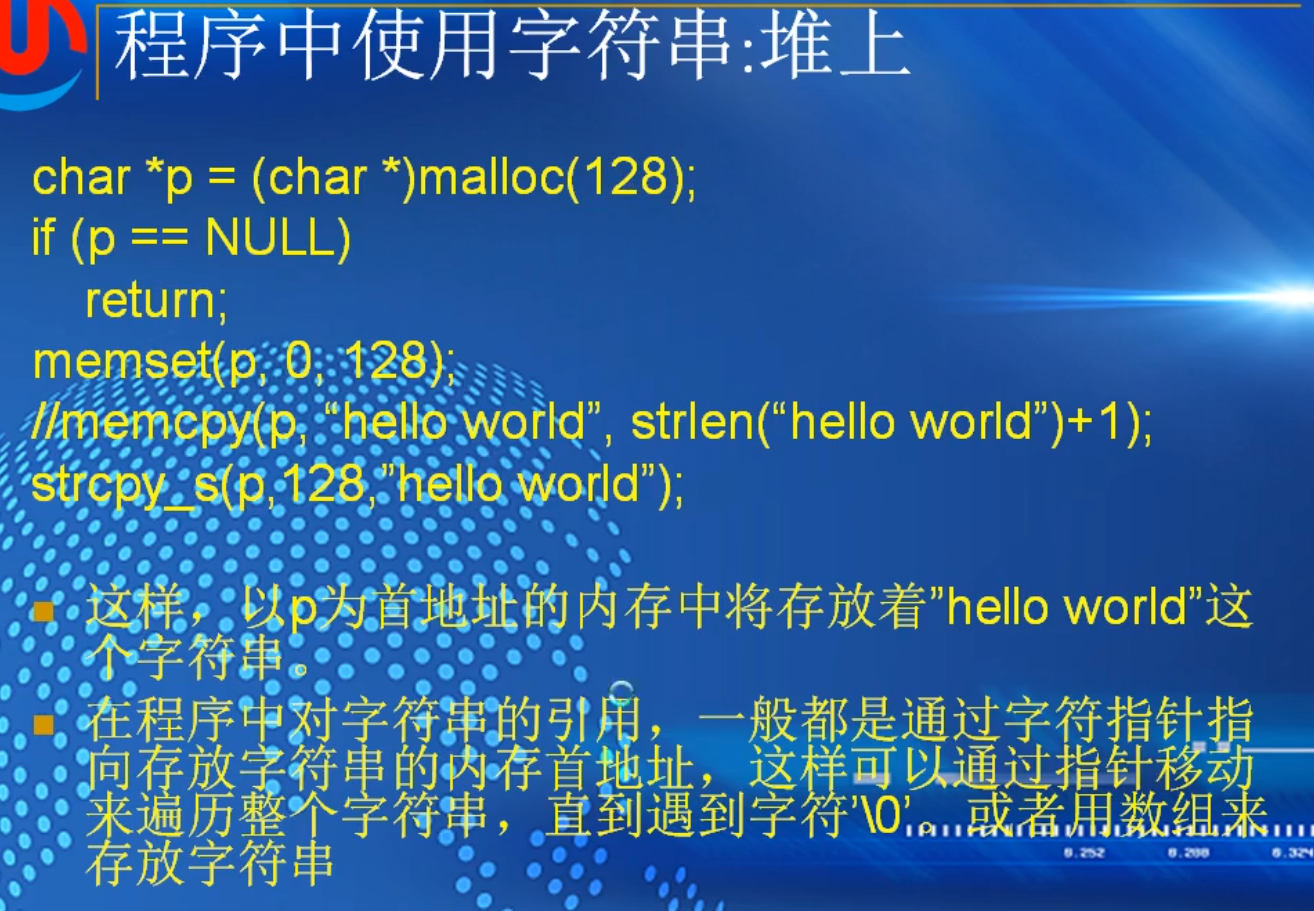 程序中使用字符串:堆上
char *p = (char *)malloc(128);
if (p == NULL)
return;
memset(p, 0, 128);
//memcpy(p, “hello world”, strlen(“hello world”)+1);
strcpy_s(p,128,”hello world”);
这样，以p为首地址的内存中将存放着”hello world”这
个字符串。
在程序中对字符串的引用，一般都是通过字符指针指
向存放字符串的内存首地址，这样可以通过指针移动
来遍历整个字符串，直到遇到字符’\0’。或者用数组来
存放字符串
0.252 0.288 0.324